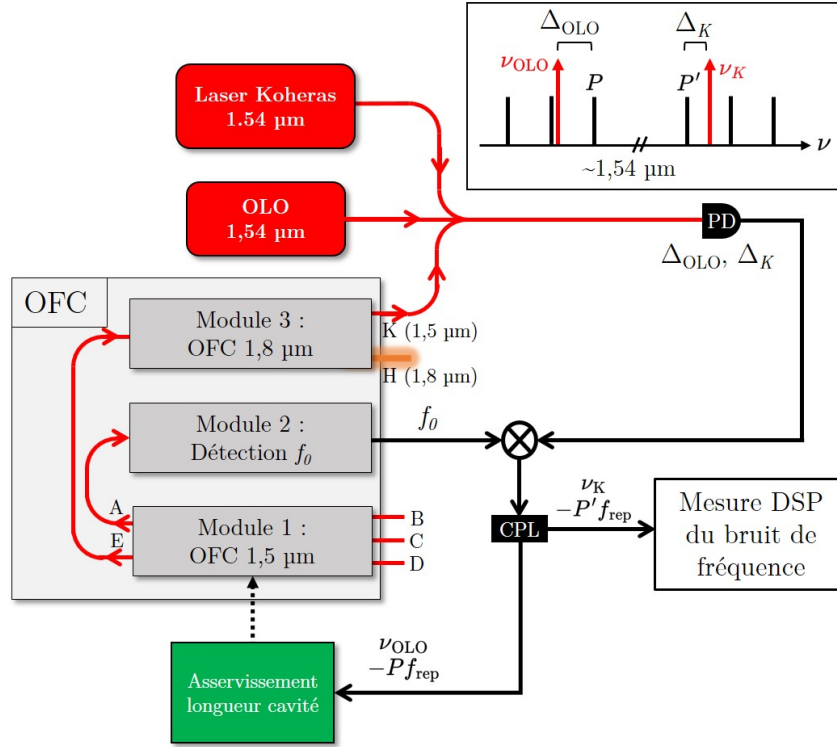 Δ_OLO
Δ_K
ν_OLO
P
P'
ν_K
ν
~1,54 µm
Laser Koheras
1.54 µm
OLO
1,54 µm
PD
Δ_OLO, Δ_K
OFC
Module 3 :
OFC 1,8 µm
K (1,5 µm)
H (1,8 µm)
Module 2 :
Détection f_0
f_0
A
E
Module 1 :
OFC 1,5 µm
B
C
D
CPL
ν_K
−P'f_rep
Mesure DSP
du bruit de
fréquence
ν_OLO
−Pf_rep
Asservissement
longueur cavité